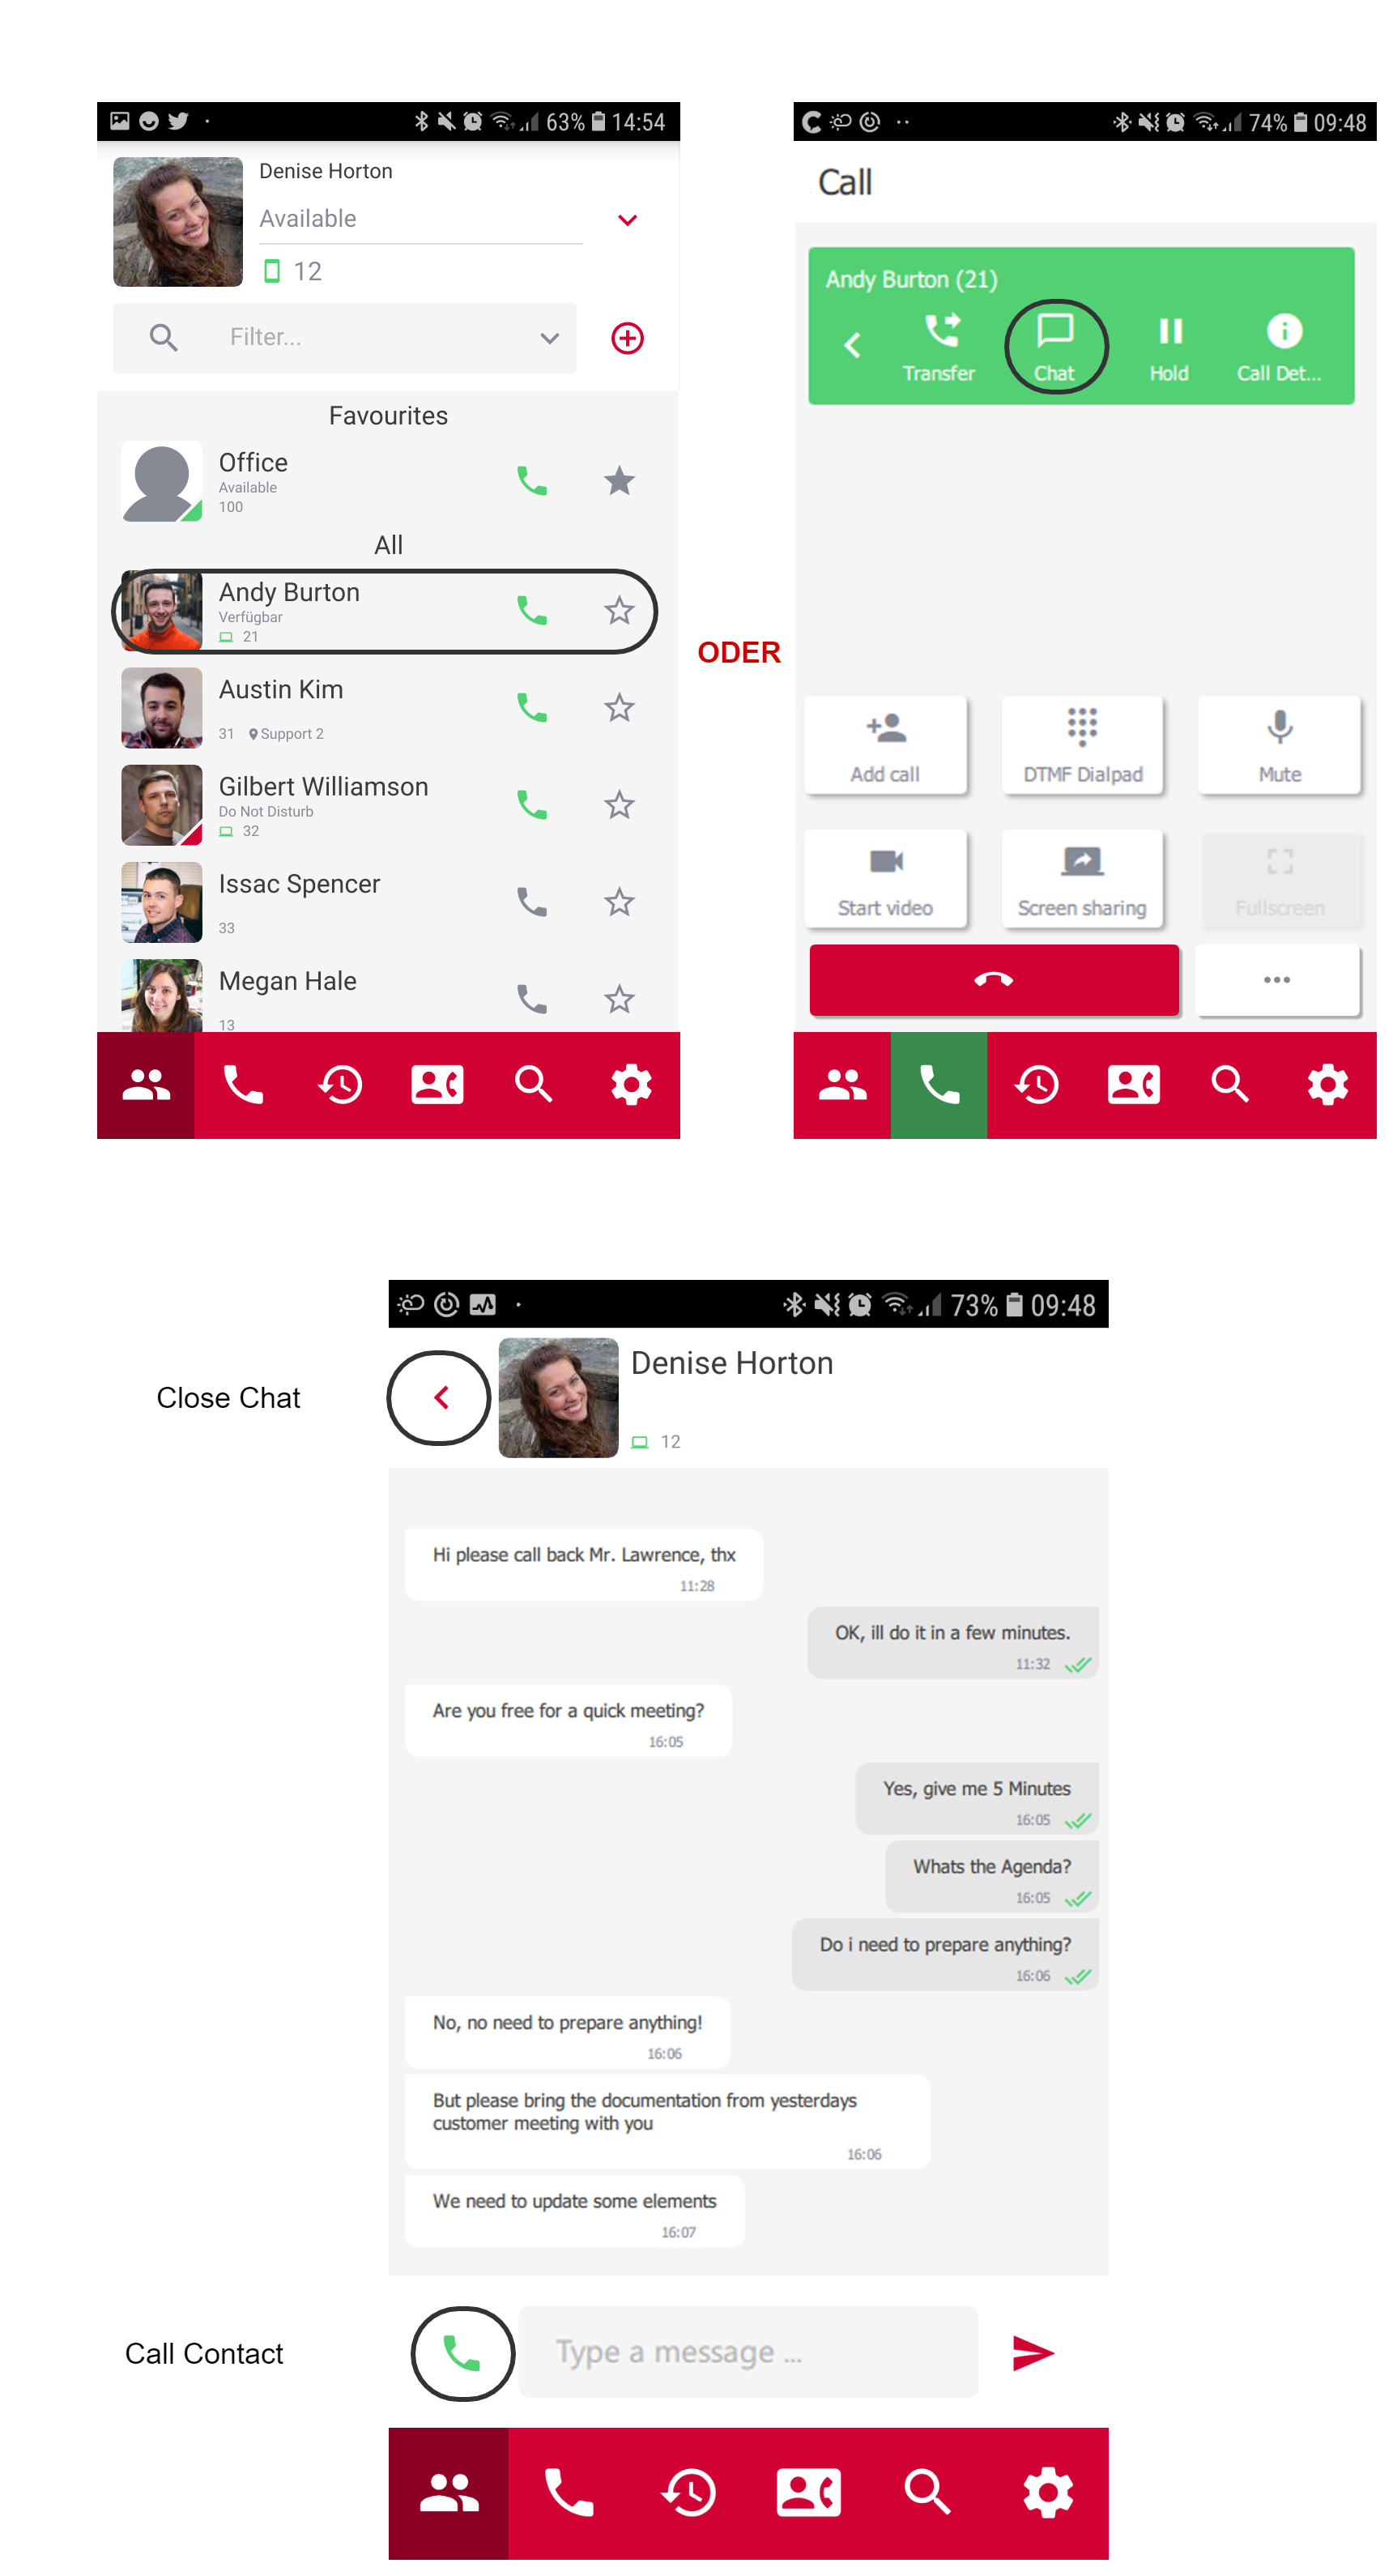 63% 14:54
Denise Horton
Available
12
Filter...
Favourites
Office
Available
100
All
Andy Burton
Verfügbar
21
Austin Kim
31 Support 2
Gilbert Williamson
Do Not Disturb
32
Issac Spencer
33
Megan Hale
13
ODER
74% 09:48
Call
Andy Burton (21)
Transfer Chat Hold Call Det...
Add call DTMF Dialpad Mute
Start video Screen sharing Fullscreen
73% 09:48
Close Chat
Denise Horton
12
Hi please call back Mr. Lawrence, thx
11:28
OK, ill do it in a few minutes.
11:32
Are you free for a quick meeting?
16:05
Yes, give me 5 Minutes
16:05
Whats the Agenda?
16:05
Do i need to prepare anything?
16:06
No, no need to prepare anything!
16:06
But please bring the documentation from yesterdays
customer meeting with you
16:06
We need to update some elements
16:07
Call Contact
Type a message ...